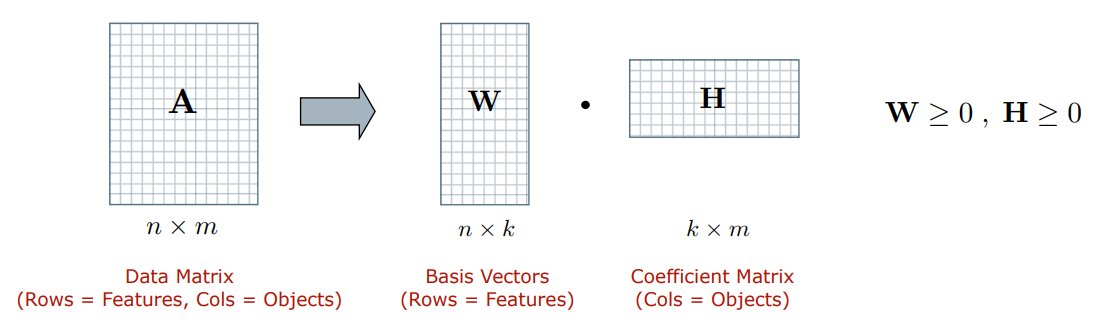 A
W
•
H
W ≥ 0 , H ≥ 0
n × m
n × k
k × m
Data Matrix
(Rows = Features, Cols = Objects)
Basis Vectors
(Rows = Features)
Coefficient Matrix
(Cols = Objects)